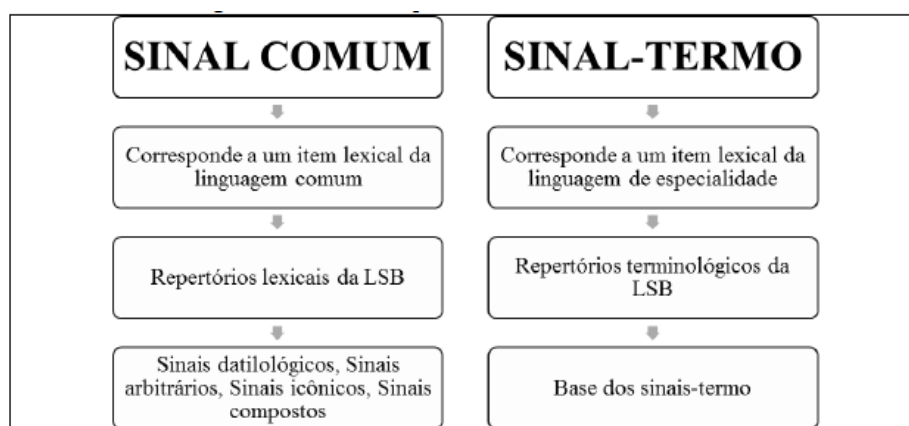 SINAL COMUM
Corresponde a um item lexical da
linguagem comum
Repertórios lexicais da LSB
Sinais datilológicos, Sinais
arbitrários, Sinais icônicos, Sinais
compostos
SINAL-TERMO
Corresponde a um item lexical da
linguagem de especialidade
Repertórios terminológicos da
LSB
Base dos sinais-termo